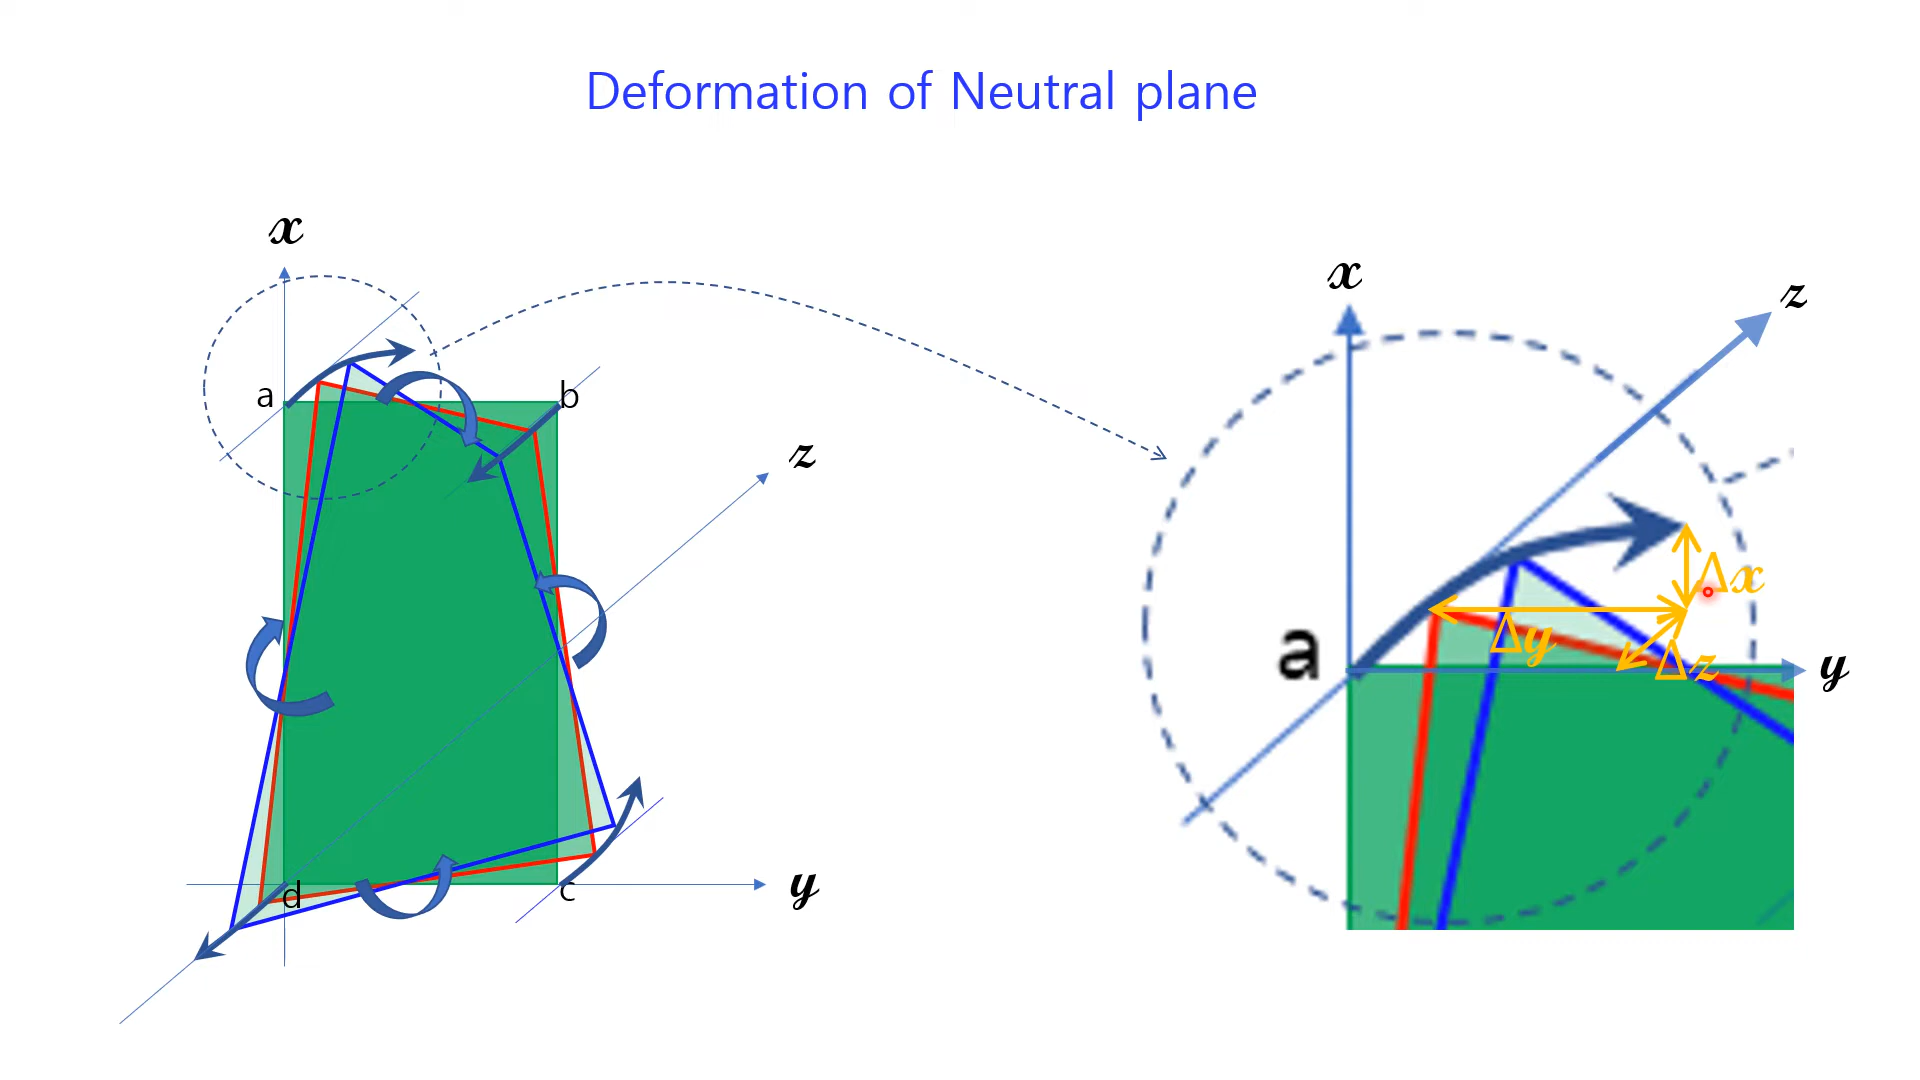 Deformation of Neutral plane
x
a
b
z
d
c
y
x
z
Δx
a
Δy
Δz
y